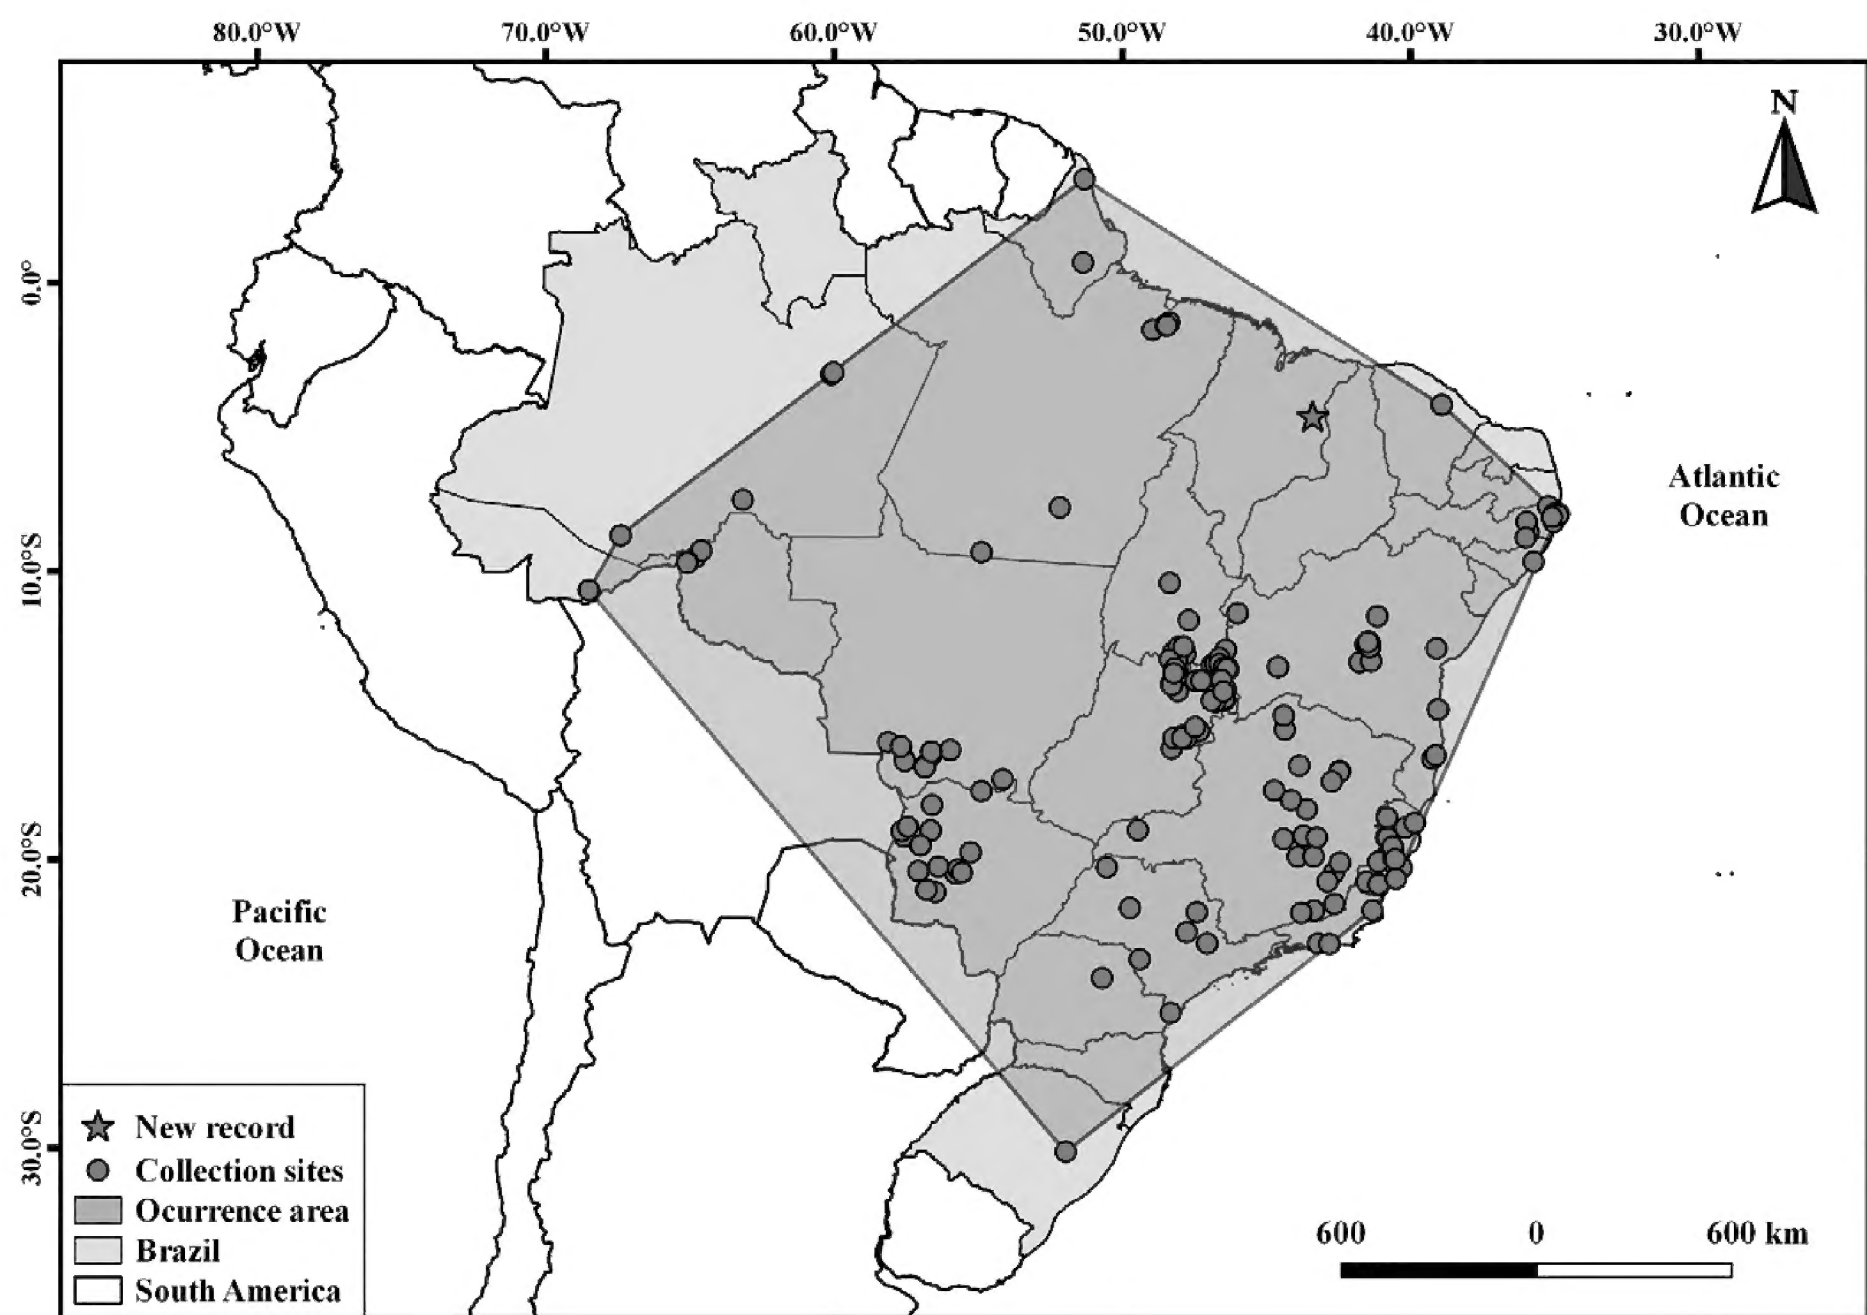 80.0°W 70.0°W 60.0°W 50.0°W 40.0°W 30.0°W
N
0.0°
10.0°S
20.0°S
30.0°S
Atlantic
Ocean
Pacific
Ocean
New record
Collection sites
Ocurrence area
Brazil
South America
600 0 600 km